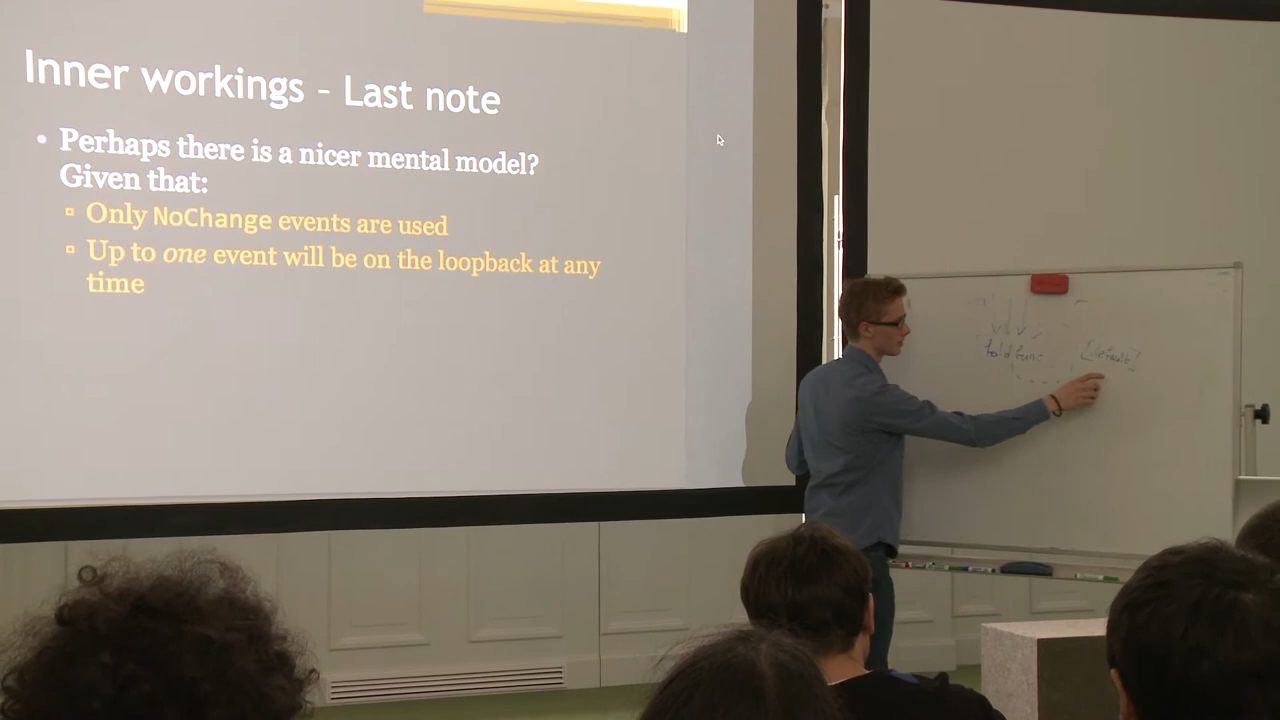 Inner workings – Last note
• Perhaps there is a nicer mental model?
Given that:
▫ Only NoChange events are used
▫ Up to one event will be on the loopback at any
time
fold func